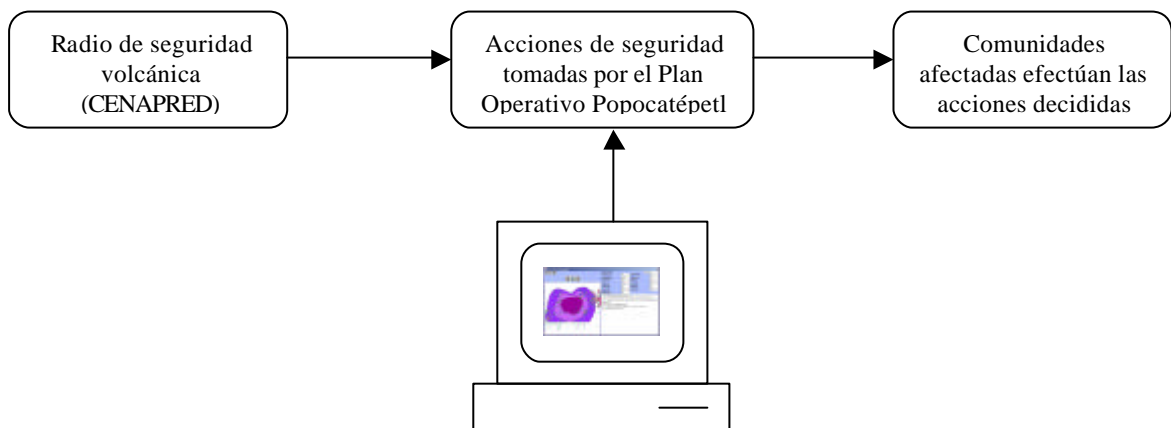 Radio de seguridad
volcánica
(CENAPRED)
Acciones de seguridad
tomadas por el Plan
Operativo Popocatépetl
Comunidades
afectadas efectúan las
acciones decididas